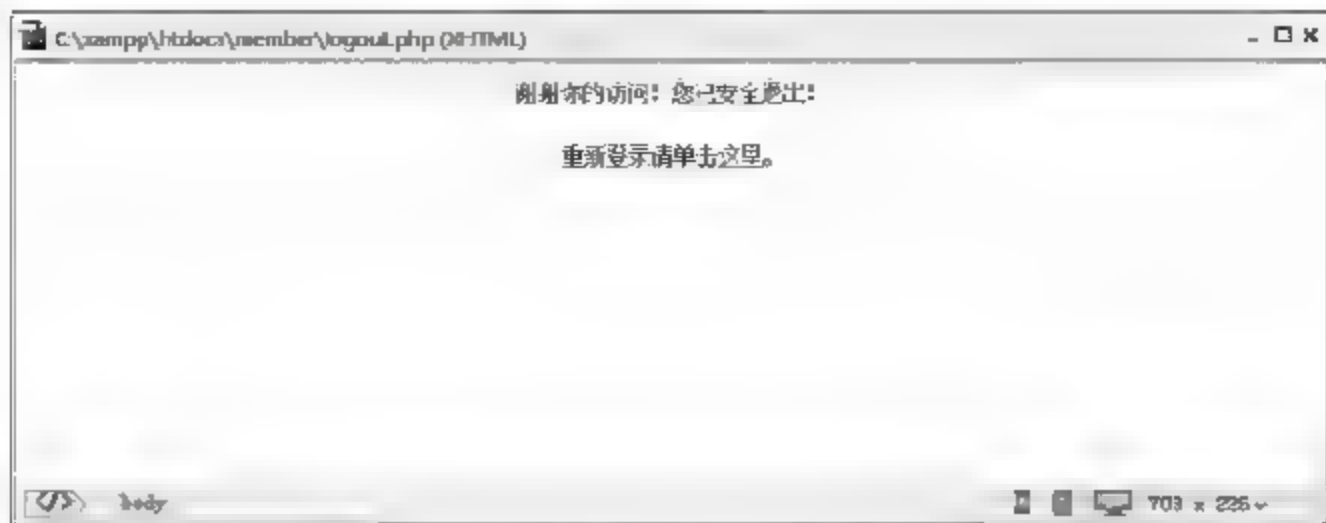 C:\xampp\htdocs\member\logout.php (XHTML)
谢谢你的访问！您已安全退出！
重新登录请单击这里。
</> body
703 x 226